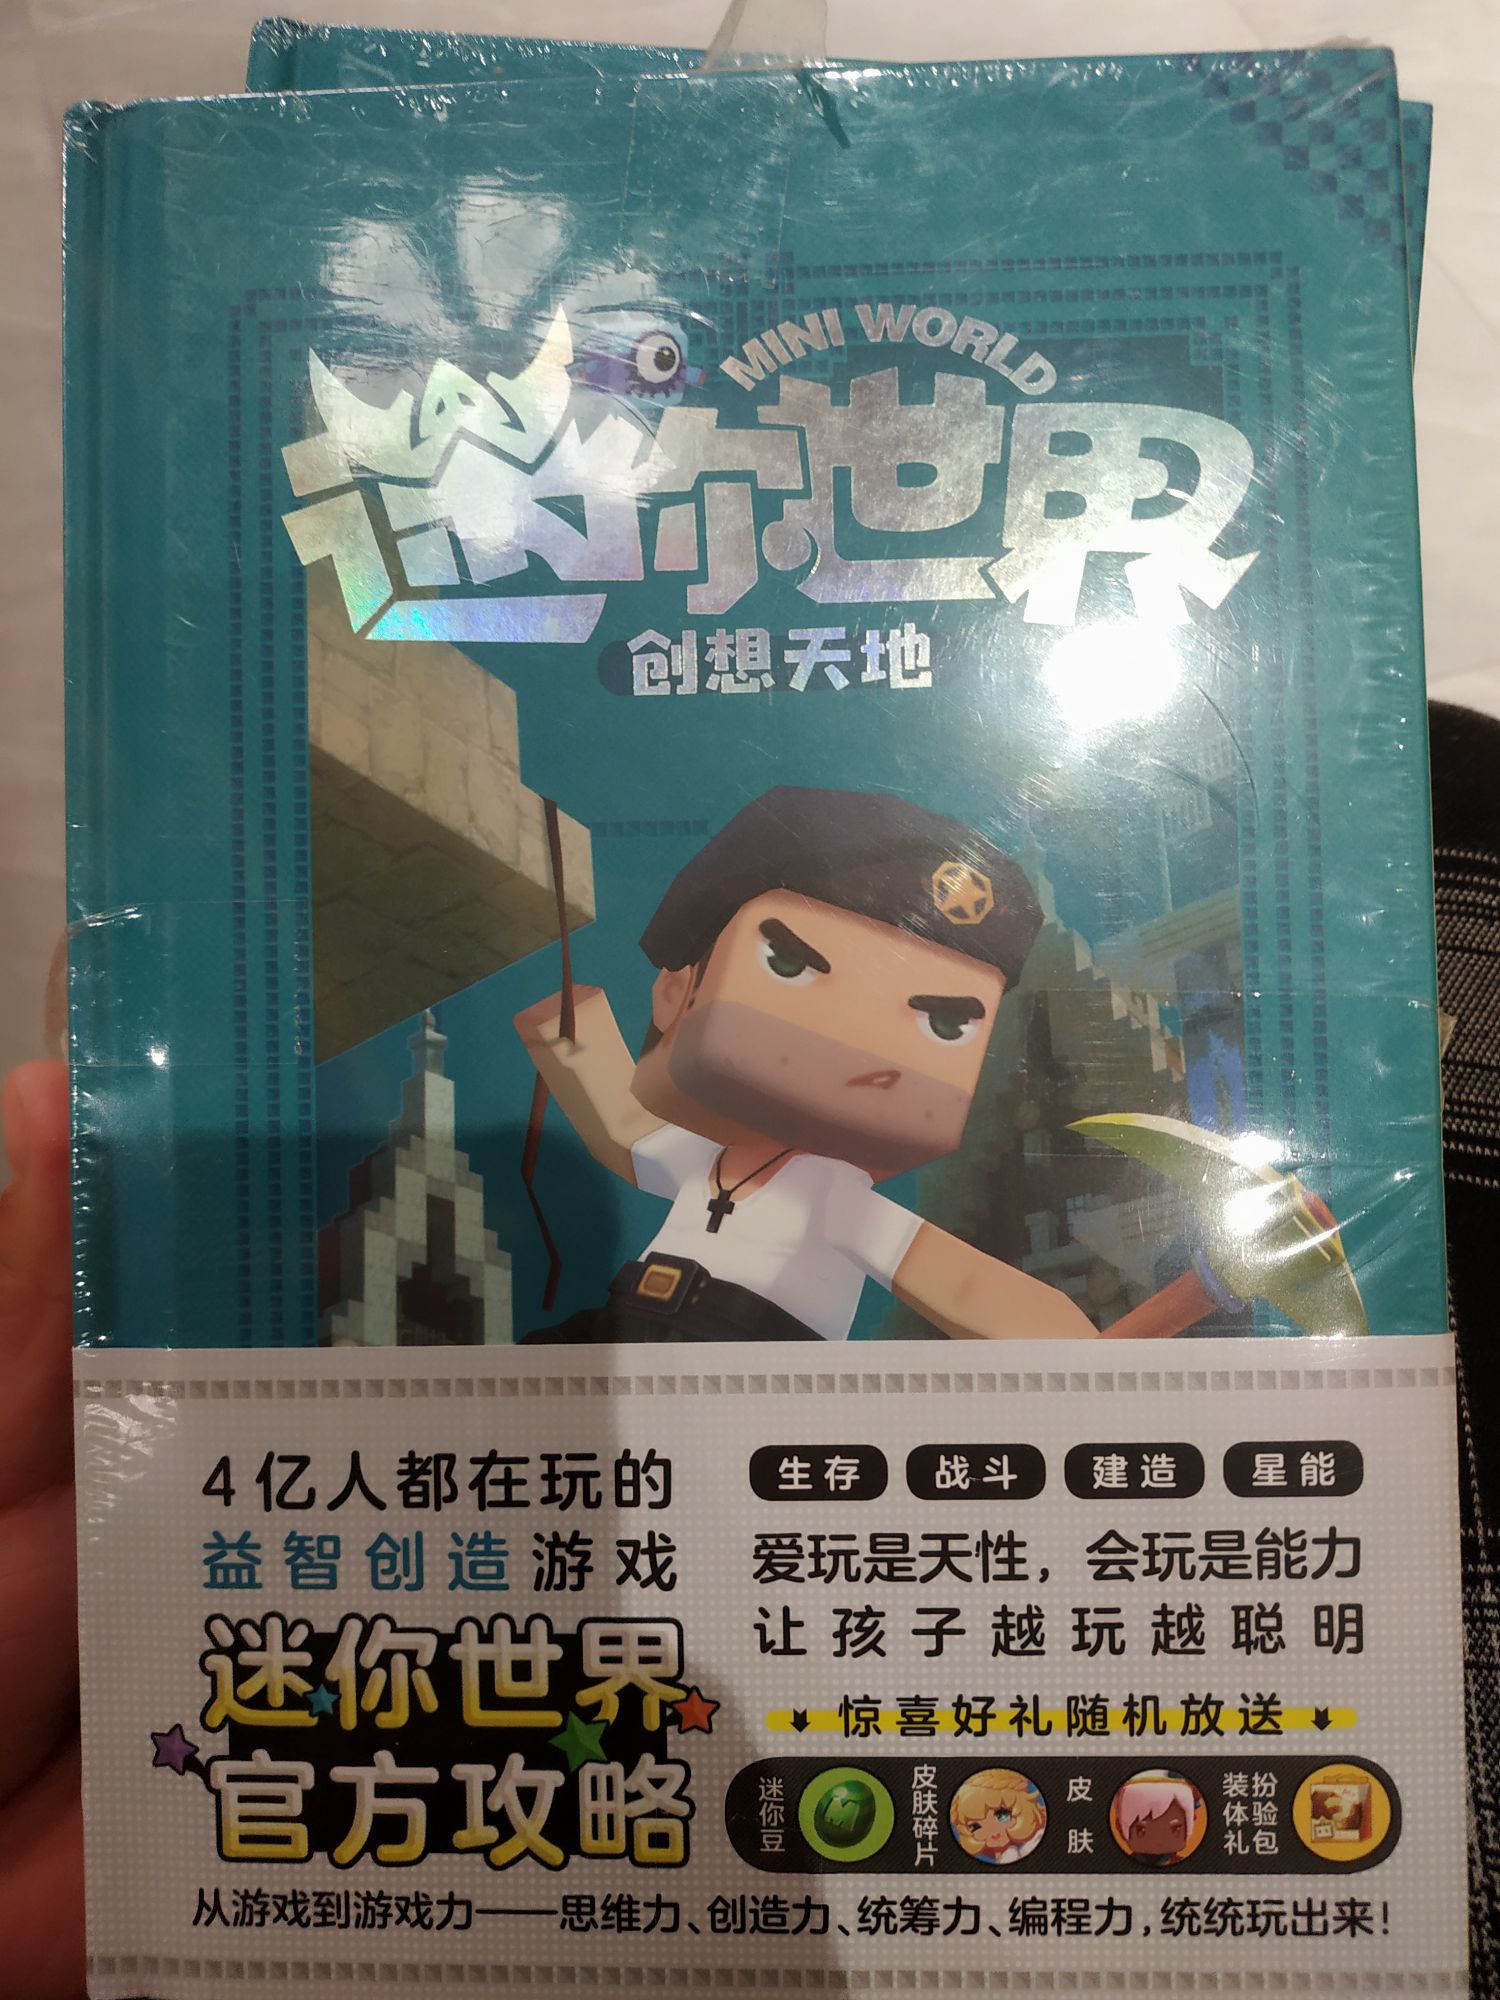 MINI WORLD
迷你世界
创想天地
4亿人都在玩的
益智创造游戏
迷你世界
官方攻略
生存 战斗 建造 星能
爱玩是天性，会玩是能力
让孩子越玩越聪明
惊喜好礼随机放送
迷你豆
皮肤碎片
皮肤
装扮体验礼包
从游戏到游戏力——思维力、创造力、统筹力、编程力，统统玩出来！